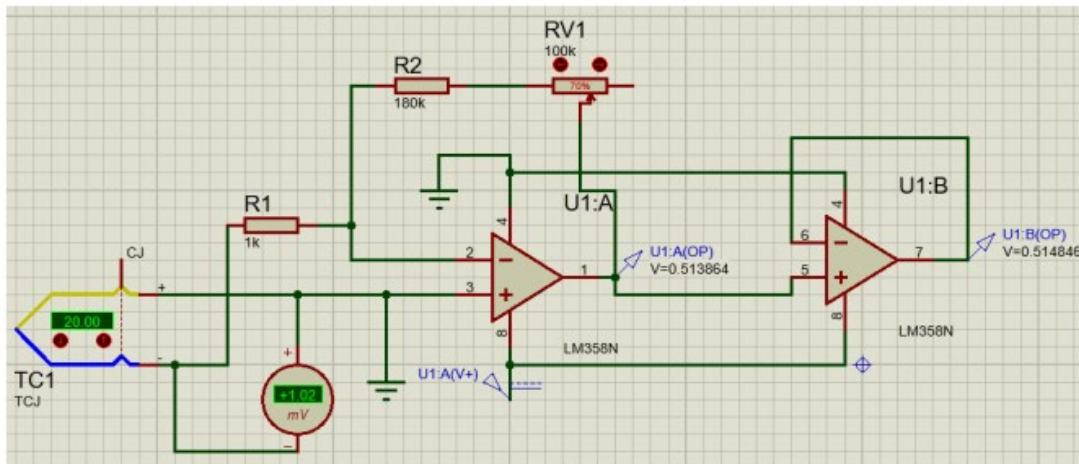 RV1
100k
70%
R2
180k
U1:A
4
2
3
1
8
LM358N
U1:A(OP)
V=0.513864
U1:B
4
6
5
7
8
LM358N
U1:B(OP)
V=0.514846
R1
1k
CJ
+
-
20.00
TC1
TCJ
+
+1.02
mV
U1:A(V+)